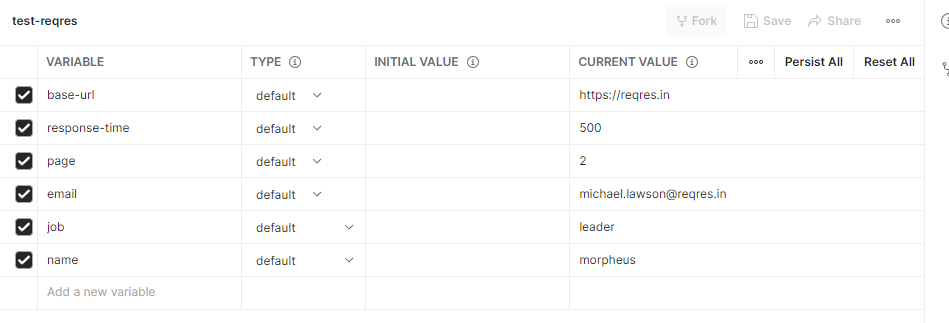 test-reqres Fork Save Share
VARIABLE TYPE INITIAL VALUE CURRENT VALUE Persist All Reset All
base-url default https://reqres.in
response-time default 500
page default 2
email default michael.lawson@reqres.in
job default leader
name default morpheus
Add a new variable